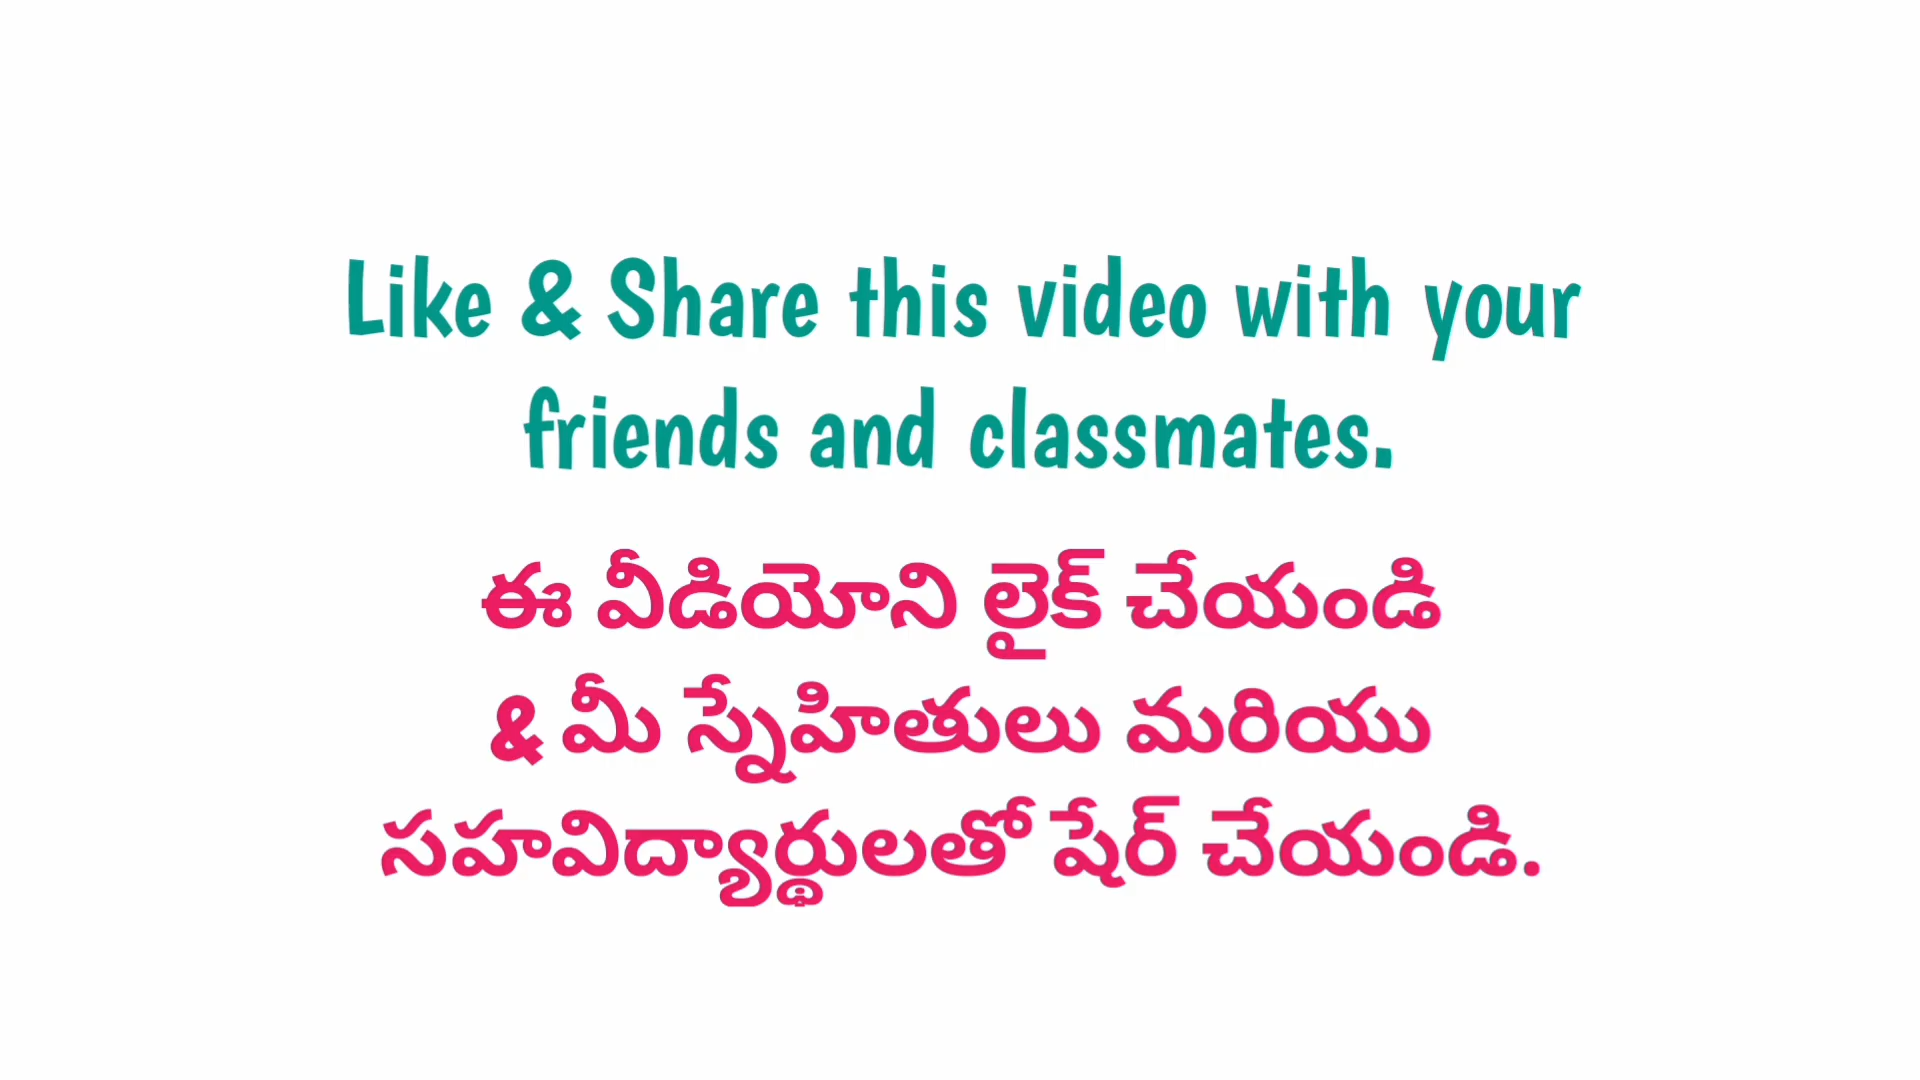 Like & Share this video with your
friends and classmates.
ఈ వీడియోని లైక్ చేయండి
& మీ స్నేహితులు మరియు
సహవిద్యార్థులతో షేర్ చేయండి.